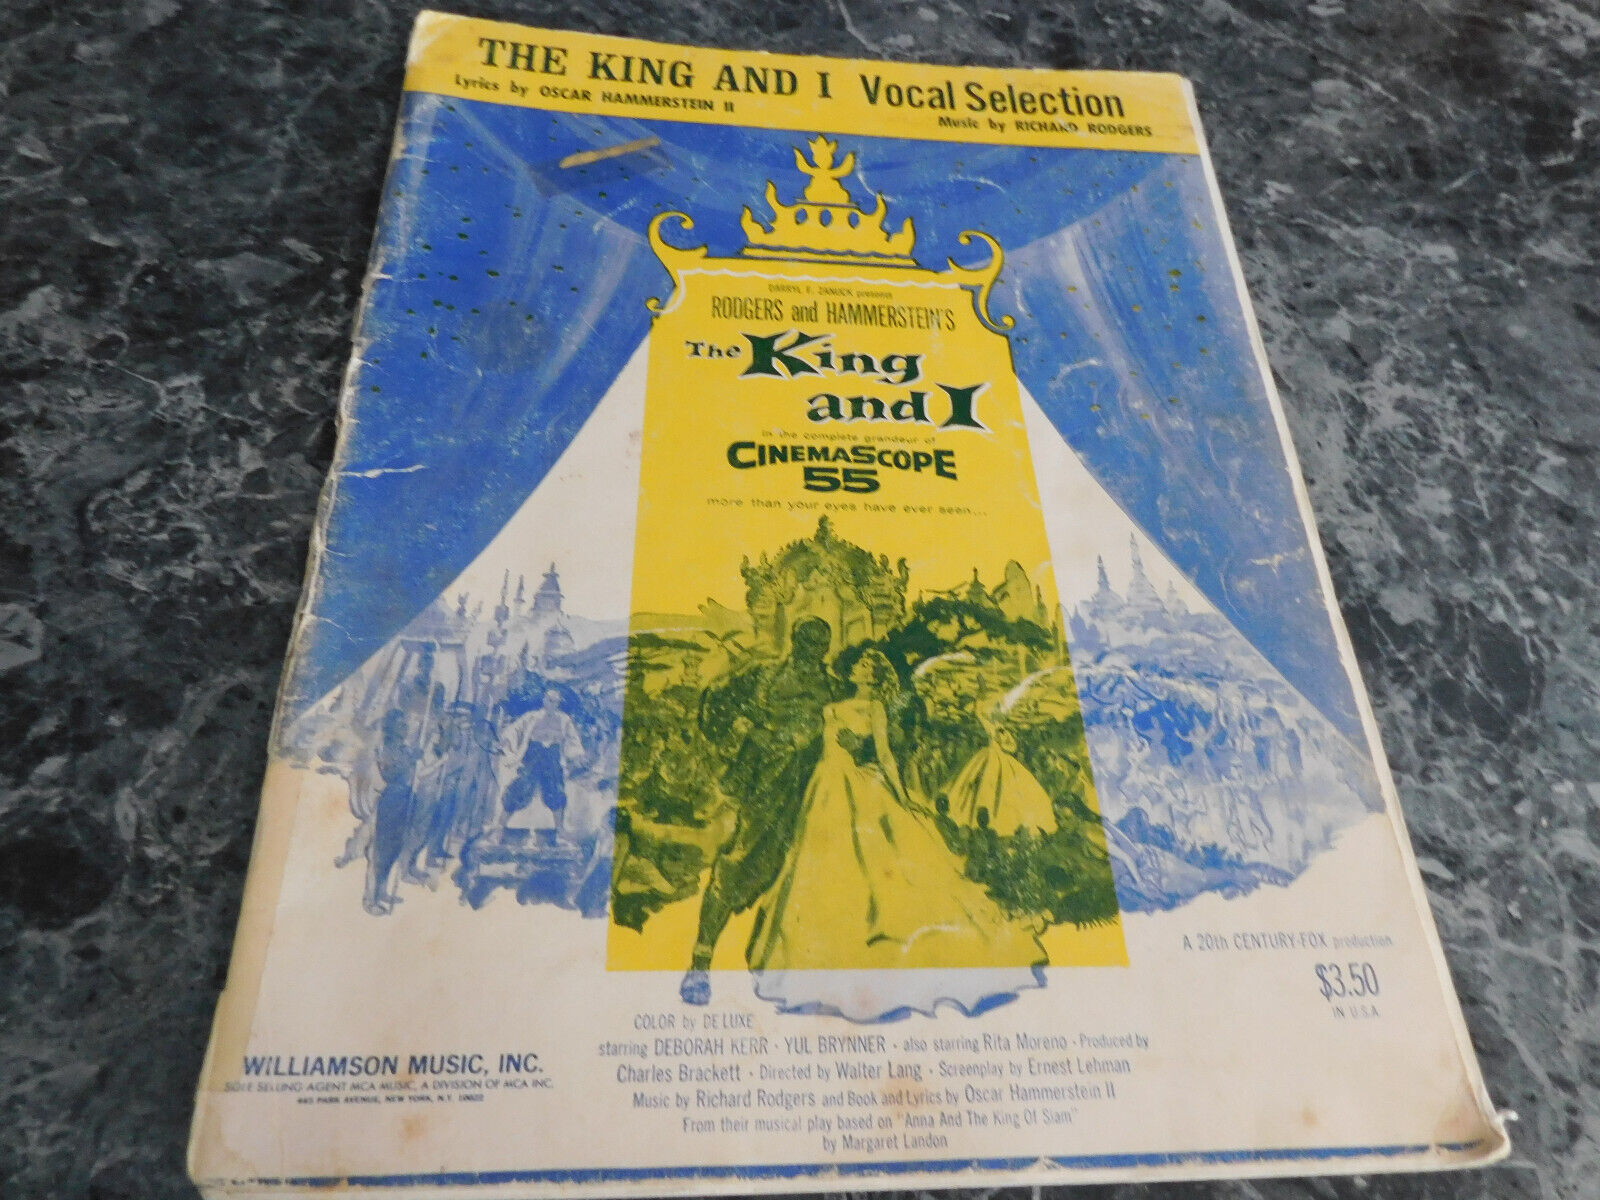 THE KING AND I Vocal Selection
Lyrics by OSCAR HAMMERSTEIN II
Music by RICHARD RODGERS
DARRYL F. ZANUCK presents
RODGERS and HAMMERSTEIN'S
The King
and I
in the complete grandeur of
CINEMASCOPE
55
more than your eyes have ever seen...
A 20th CENTURY-FOX production
$3.50
IN U.S.A.
COLOR by DE LUXE
starring DEBORAH KERR · YUL BRYNNER · also starring Rita Moreno · Produced by
Charles Brackett · Directed by Walter Lang · Screenplay by Ernest Lehman
Music by Richard Rodgers and Book and Lyrics by Oscar Hammerstein II
From their musical play based on "Anna And The King Of Siam"
by Margaret Landon
WILLIAMSON MUSIC, INC.
SOLE SELLING AGENT MCA MUSIC, A DIVISION OF MCA INC.
445 PARK AVENUE, NEW YORK, N.Y. 10022